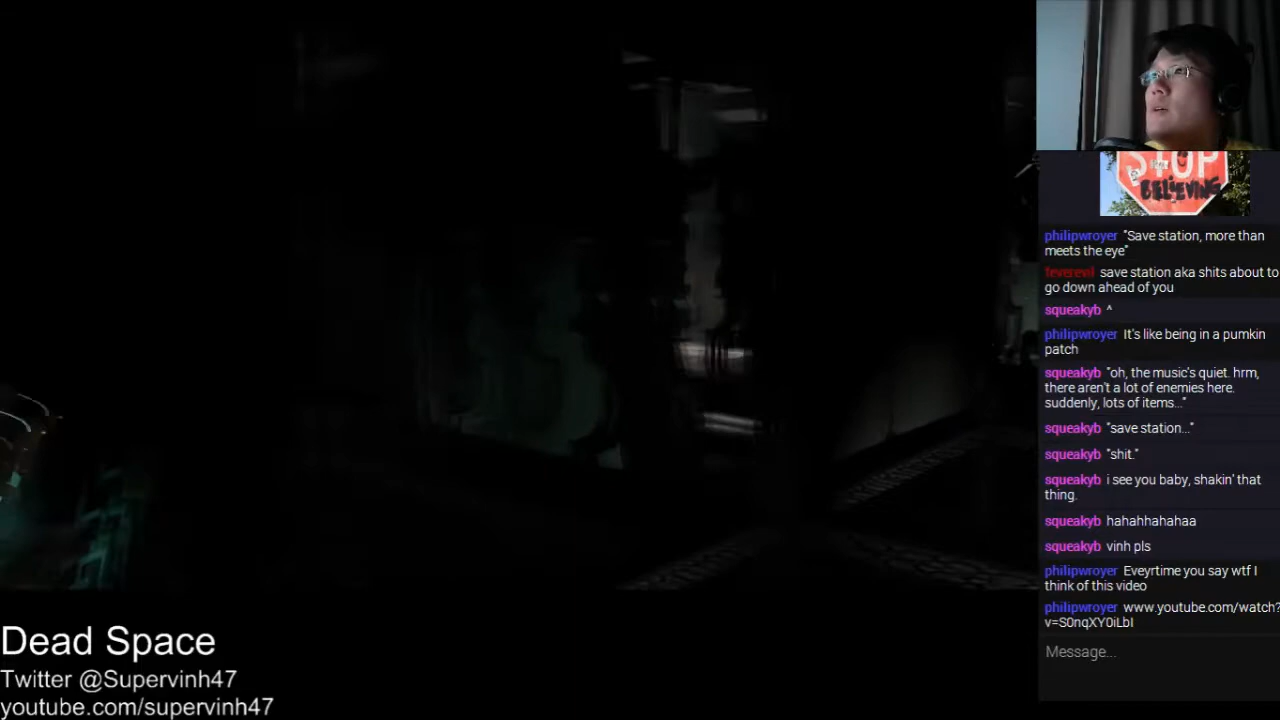 STOP
BELIEVING
philipwroyer "Save station, more than
meets the eye"
save station aka shits about to
go down ahead of you
squeakyb ^
philipwroyer It's like being in a pumkin
patch
squeakyb "oh, the music's quiet. hrm,
there aren't a lot of enemies here.
suddenly, lots of items..."
squeakyb "save station..."
squeakyb "shit."
squeakyb i see you baby, shakin' that
thing.
squeakyb hahahhahahaa
squeakyb vinh pls
philipwroyer Eveyrtime you say wtf I
think of this video
philipwroyer www.youtube.com/watch?
v=S0nqXY0iLbI
Message...
Dead Space
Twitter @Supervinh47
youtube.com/supervinh47